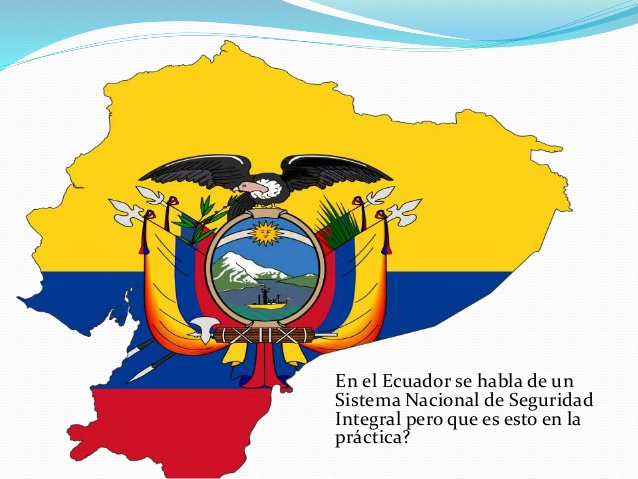 En el Ecuador se habla de un
Sistema Nacional de Seguridad
Integral pero que es esto en la
práctica?